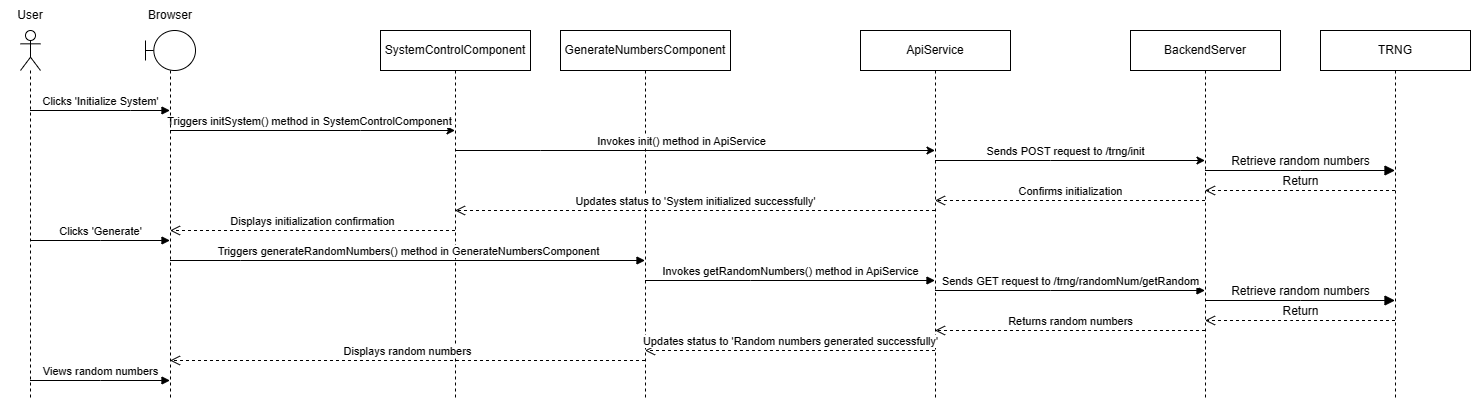 User
Browser
SystemControlComponent
GenerateNumbersComponent
ApiService
BackendServer
TRNG
Clicks 'Initialize System'
Triggers initSystem() method in SystemControlComponent
Invokes init() method in ApiService
Sends POST request to /trng/init
Retrieve random numbers
Return
Confirms initialization
Updates status to 'System initialized successfully'
Displays initialization confirmation
Clicks 'Generate'
Triggers generateRandomNumbers() method in GenerateNumbersComponent
Invokes getRandomNumbers() method in ApiService
Sends GET request to /trng/randomNum/getRandom
Retrieve random numbers
Return
Returns random numbers
Updates status to 'Random numbers generated successfully'
Displays random numbers
Views random numbers